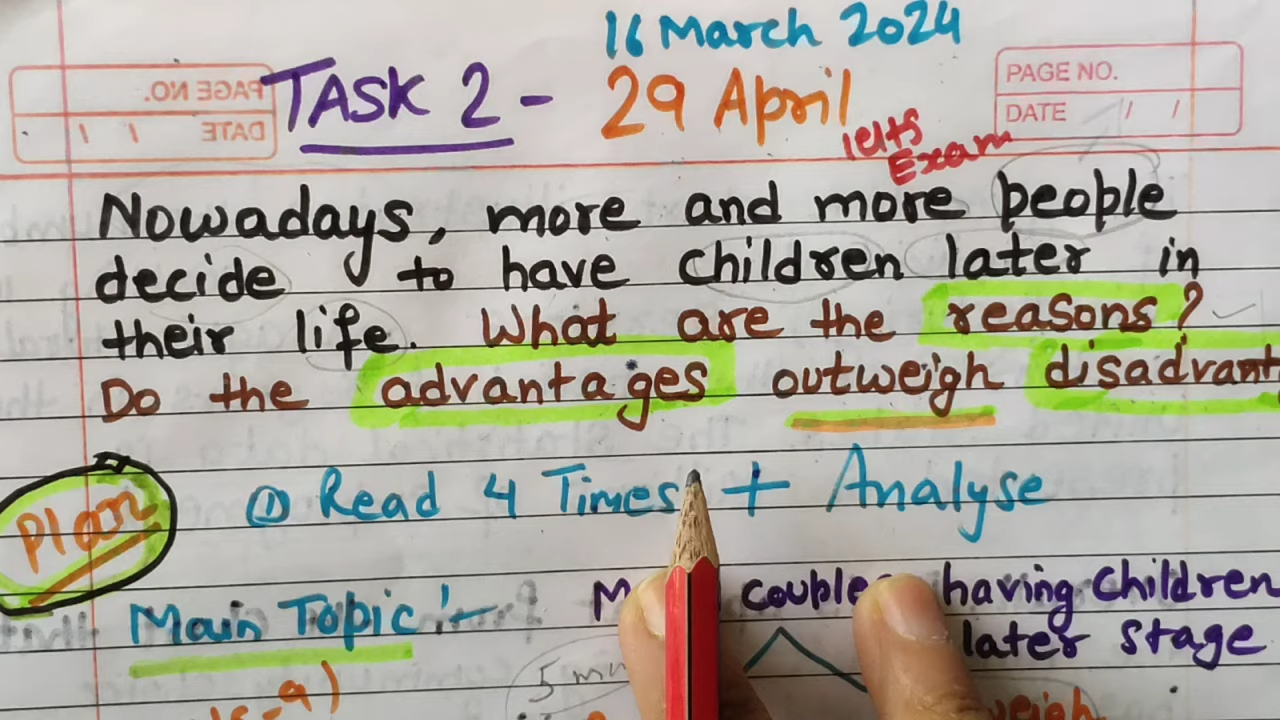 16 March 2024
TASK 2 - 29 April
PAGE NO.
DATE / /
PAGE NO.
DATE / /
Ielts
Exam
Nowadays, more and more people
decide to have children later in
their life. What are the reasons?
Do the advantages outweigh disadvant
Plan
① Read 4 Times + Analyse
Main Topic :- couple having Children
later stage
5